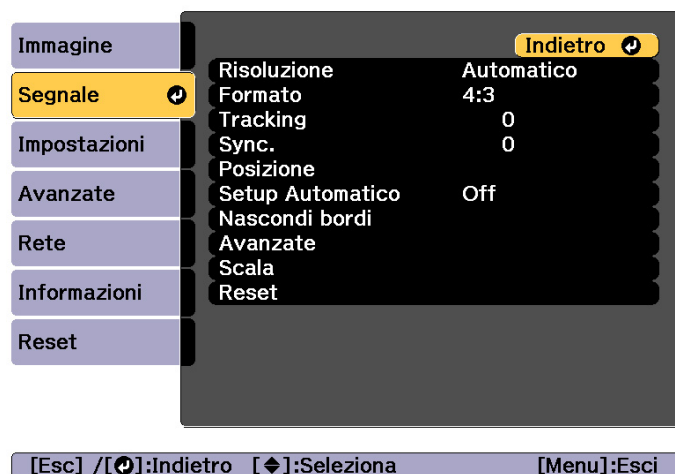 Immagine
Segnale
Impostazioni
Avanzate
Rete
Informazioni
Reset
Indietro
Risoluzione Automatico
Formato 4:3
Tracking 0
Sync. 0
Posizione
Setup Automatico Off
Nascondi bordi
Avanzate
Scala
Reset
[Esc] /[⏎]:Indietro [◆]:Seleziona [Menu]:Esci